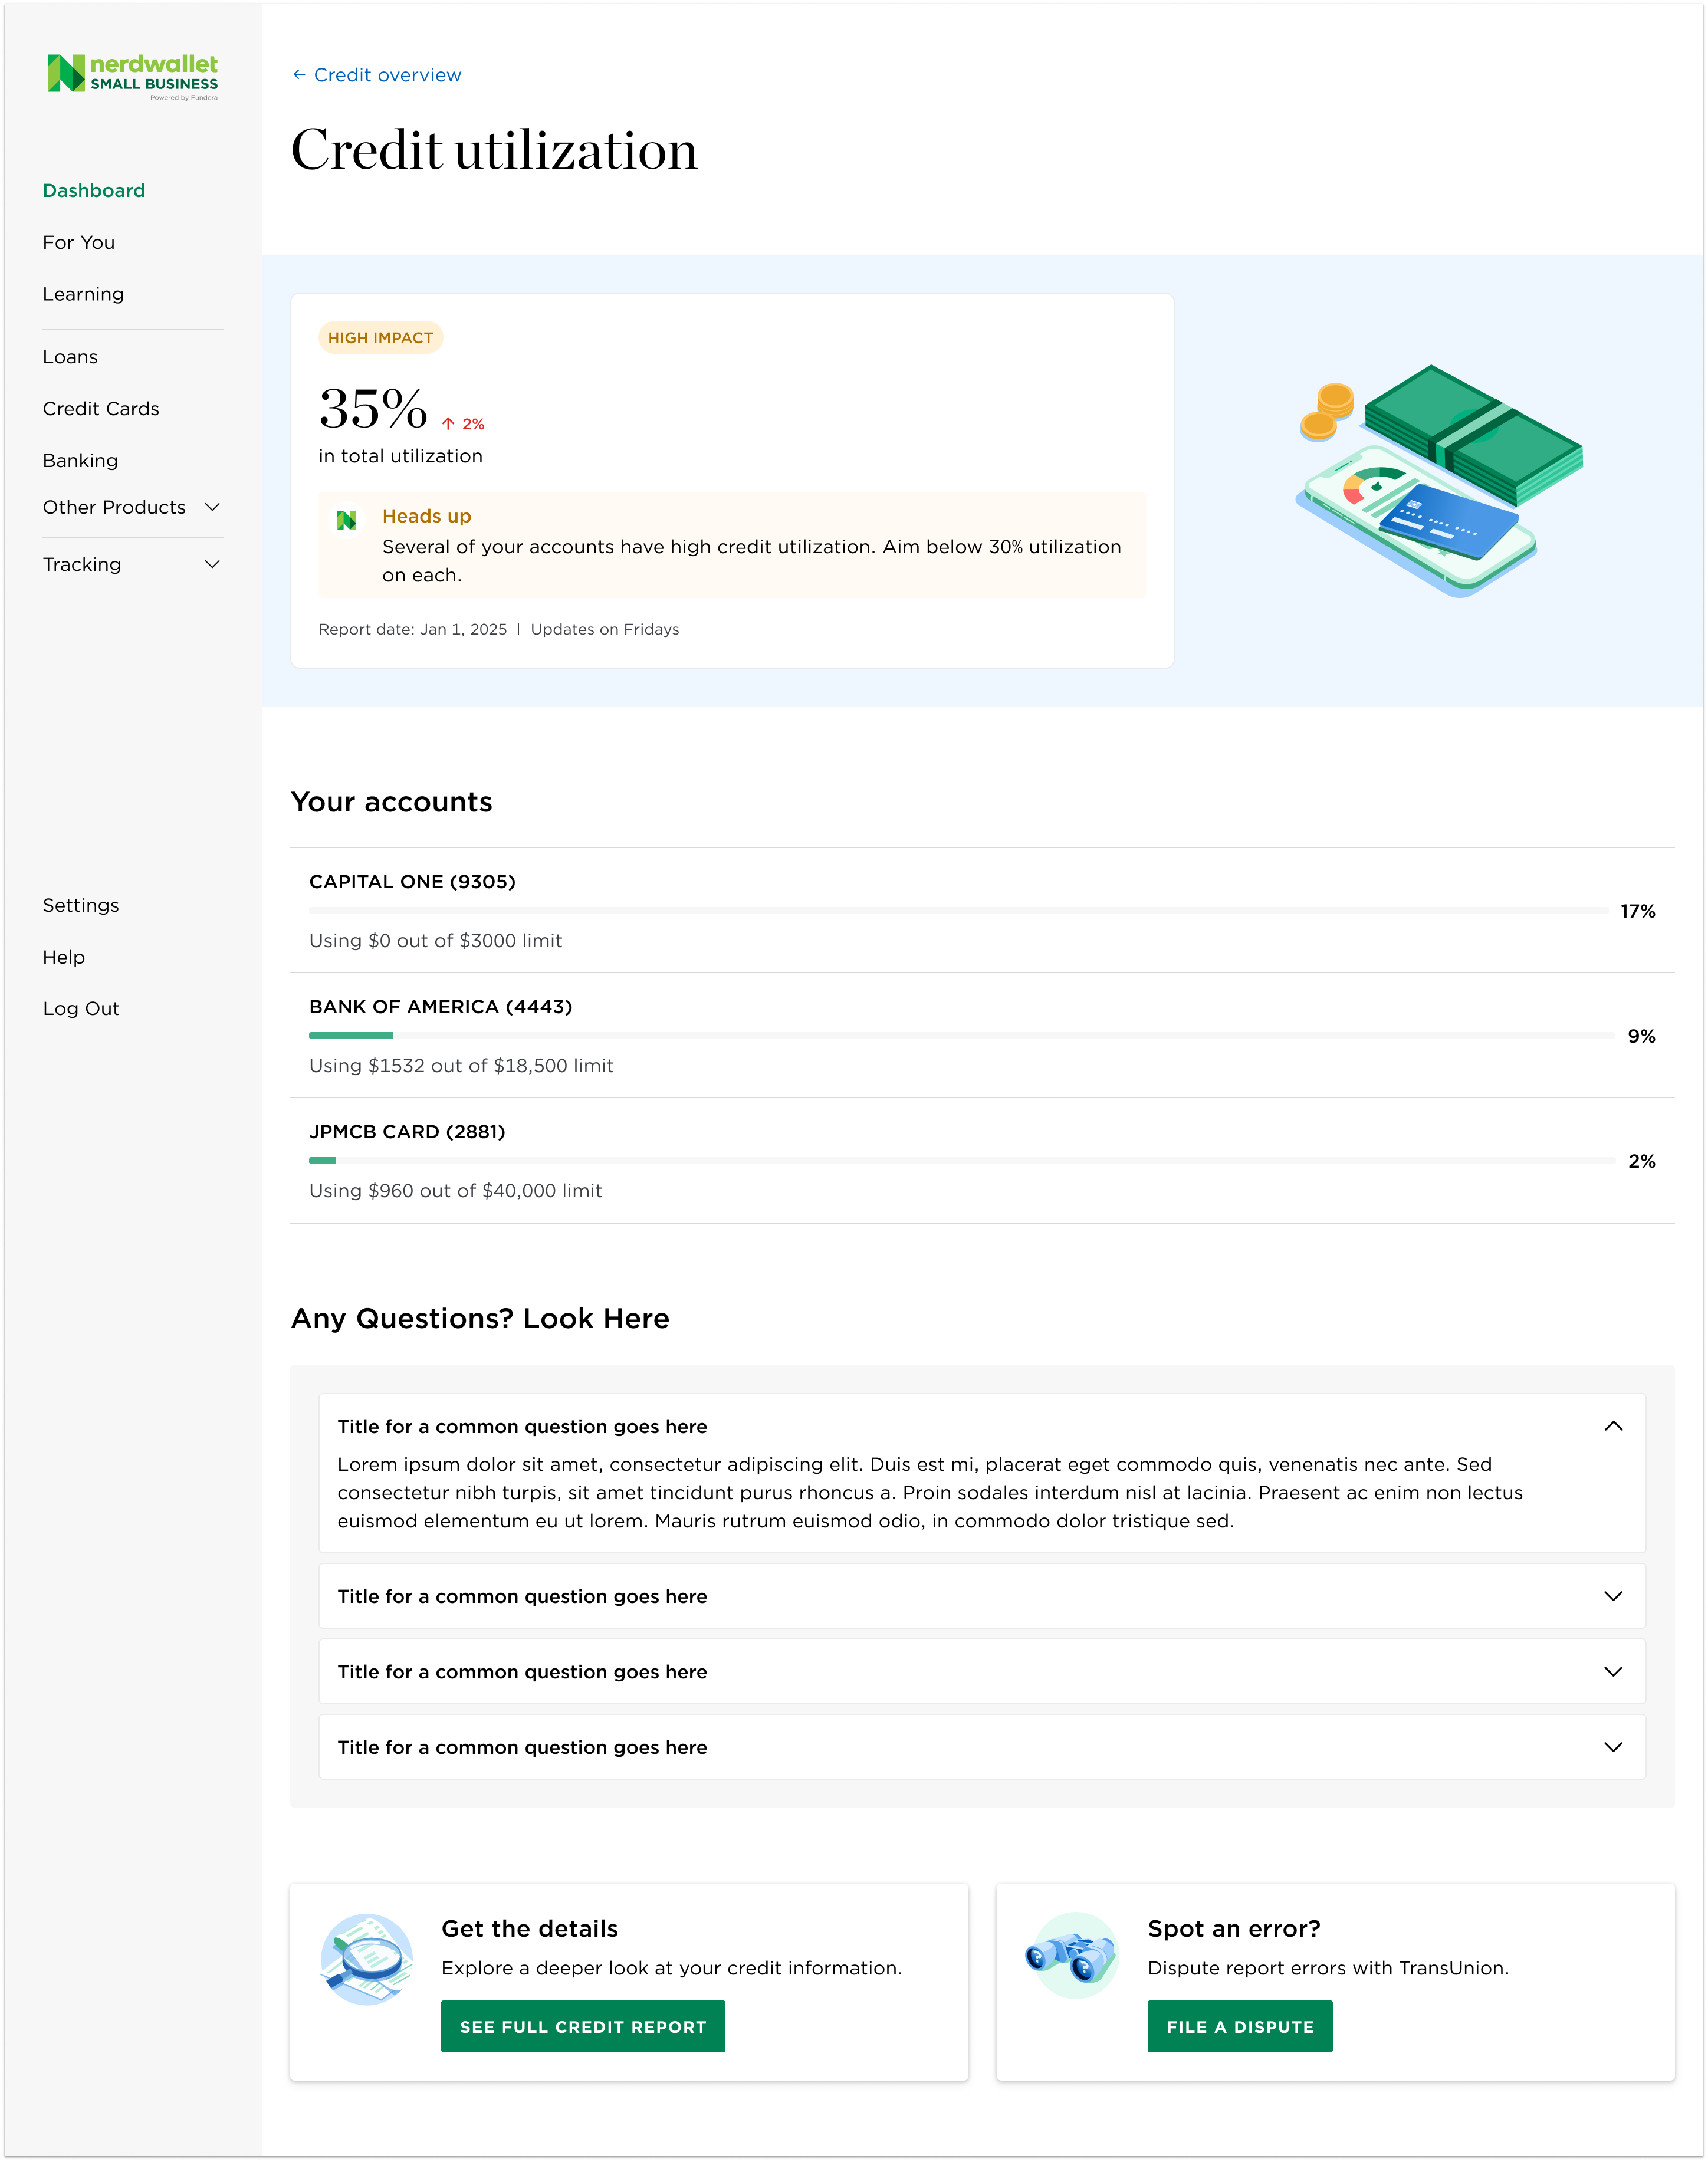 nerdwallet
SMALL BUSINESS
Powered by Fundera
Dashboard
For You
Learning
Loans
Credit Cards
Banking
Other Products
Tracking
Settings
Help
Log Out
← Credit overview
Credit utilization
HIGH IMPACT
35% ↑ 2%
in total utilization
Heads up
Several of your accounts have high credit utilization. Aim below 30% utilization
on each.
Report date: Jan 1, 2025 | Updates on Fridays
Your accounts
CAPITAL ONE (9305)
17%
Using $0 out of $3000 limit
BANK OF AMERICA (4443)
9%
Using $1532 out of $18,500 limit
JPMCB CARD (2881)
2%
Using $960 out of $40,000 limit
Any Questions? Look Here
Title for a common question goes here
Lorem ipsum dolor sit amet, consectetur adipiscing elit. Duis est mi, placerat eget commodo quis, venenatis nec ante. Sed
consectetur nibh turpis, sit amet tincidunt purus rhoncus a. Proin sodales interdum nisl at lacinia. Praesent ac enim non lectus
euismod elementum eu ut lorem. Mauris rutrum euismod odio, in commodo dolor tristique sed.
Title for a common question goes here
Title for a common question goes here
Title for a common question goes here
Get the details
Explore a deeper look at your credit information.
SEE FULL CREDIT REPORT
? ?
Spot an error?
Dispute report errors with TransUnion.
FILE A DISPUTE